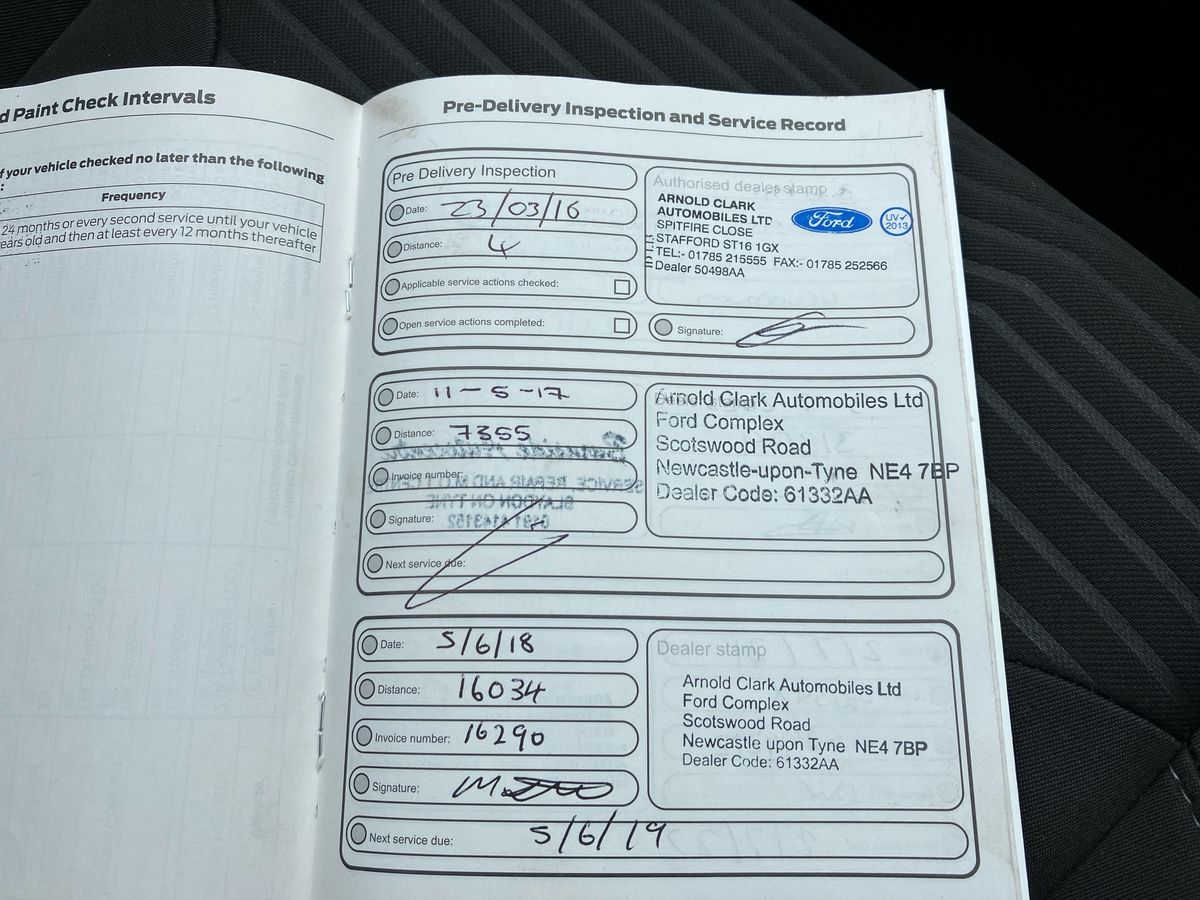 d Paint Check Intervals
f your vehicle checked no later than the following
:
Frequency
24 months or every second service until your vehicle
ears old and then at least every 12 months thereafter
Pre-Delivery Inspection and Service Record
Pre Delivery Inspection
Date: 23/03/16
Distance: 4
Applicable service actions checked:
Open service actions completed:
Authorised dealer stamp
ARNOLD CLARK
AUTOMOBILES LTD
SPITFIRE CLOSE
STAFFORD ST16 1GX
TEL:- 01785 215555 FAX:- 01785 252566
Dealer 50498AA
Ford
UV✓
2013
Signature:
Date: 11-5-17
Distance: 7355
Invoice number:
Signature:
Next service due:
Arnold Clark Automobiles Ltd
Ford Complex
Scotswood Road
Newcastle-upon-Tyne NE4 7BP
Dealer Code: 61332AA
Date: 5/6/18
Distance: 16034
Invoice number: 16290
Signature:
Next service due: 5/6/19
Dealer stamp
Arnold Clark Automobiles Ltd
Ford Complex
Scotswood Road
Newcastle upon Tyne NE4 7BP
Dealer Code: 61332AA